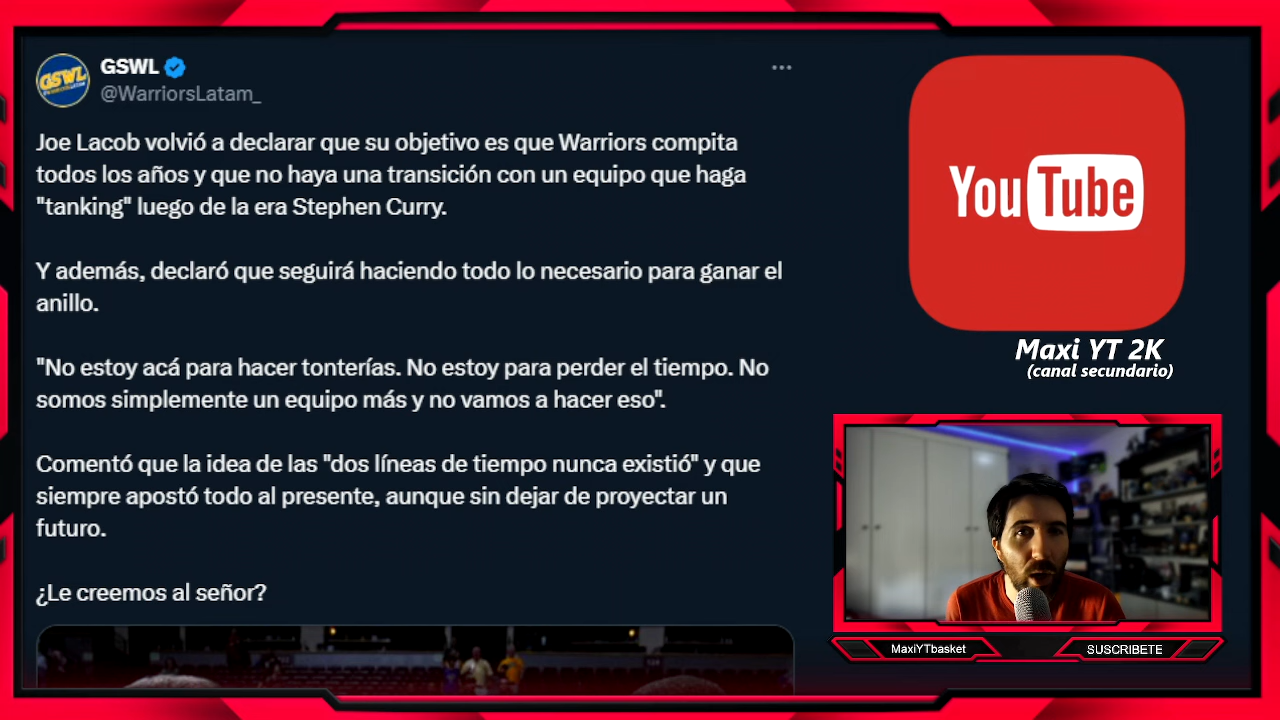 GSWL
@WarriorsLatam_
Joe Lacob volvió a declarar que su objetivo es que Warriors compita
todos los años y que no haya una transición con un equipo que haga
"tanking" luego de la era Stephen Curry.
Y además, declaró que seguirá haciendo todo lo necesario para ganar el
anillo.
"No estoy acá para hacer tonterías. No estoy para perder el tiempo. No
somos simplemente un equipo más y no vamos a hacer eso".
Comentó que la idea de las "dos líneas de tiempo nunca existió" y que
siempre apostó todo al presente, aunque sin dejar de proyectar un
futuro.
¿Le creemos al señor?
GSWL
YouTube
Maxi YT 2K
(canal secundario)
MaxiYTbasket
SUSCRIBETE